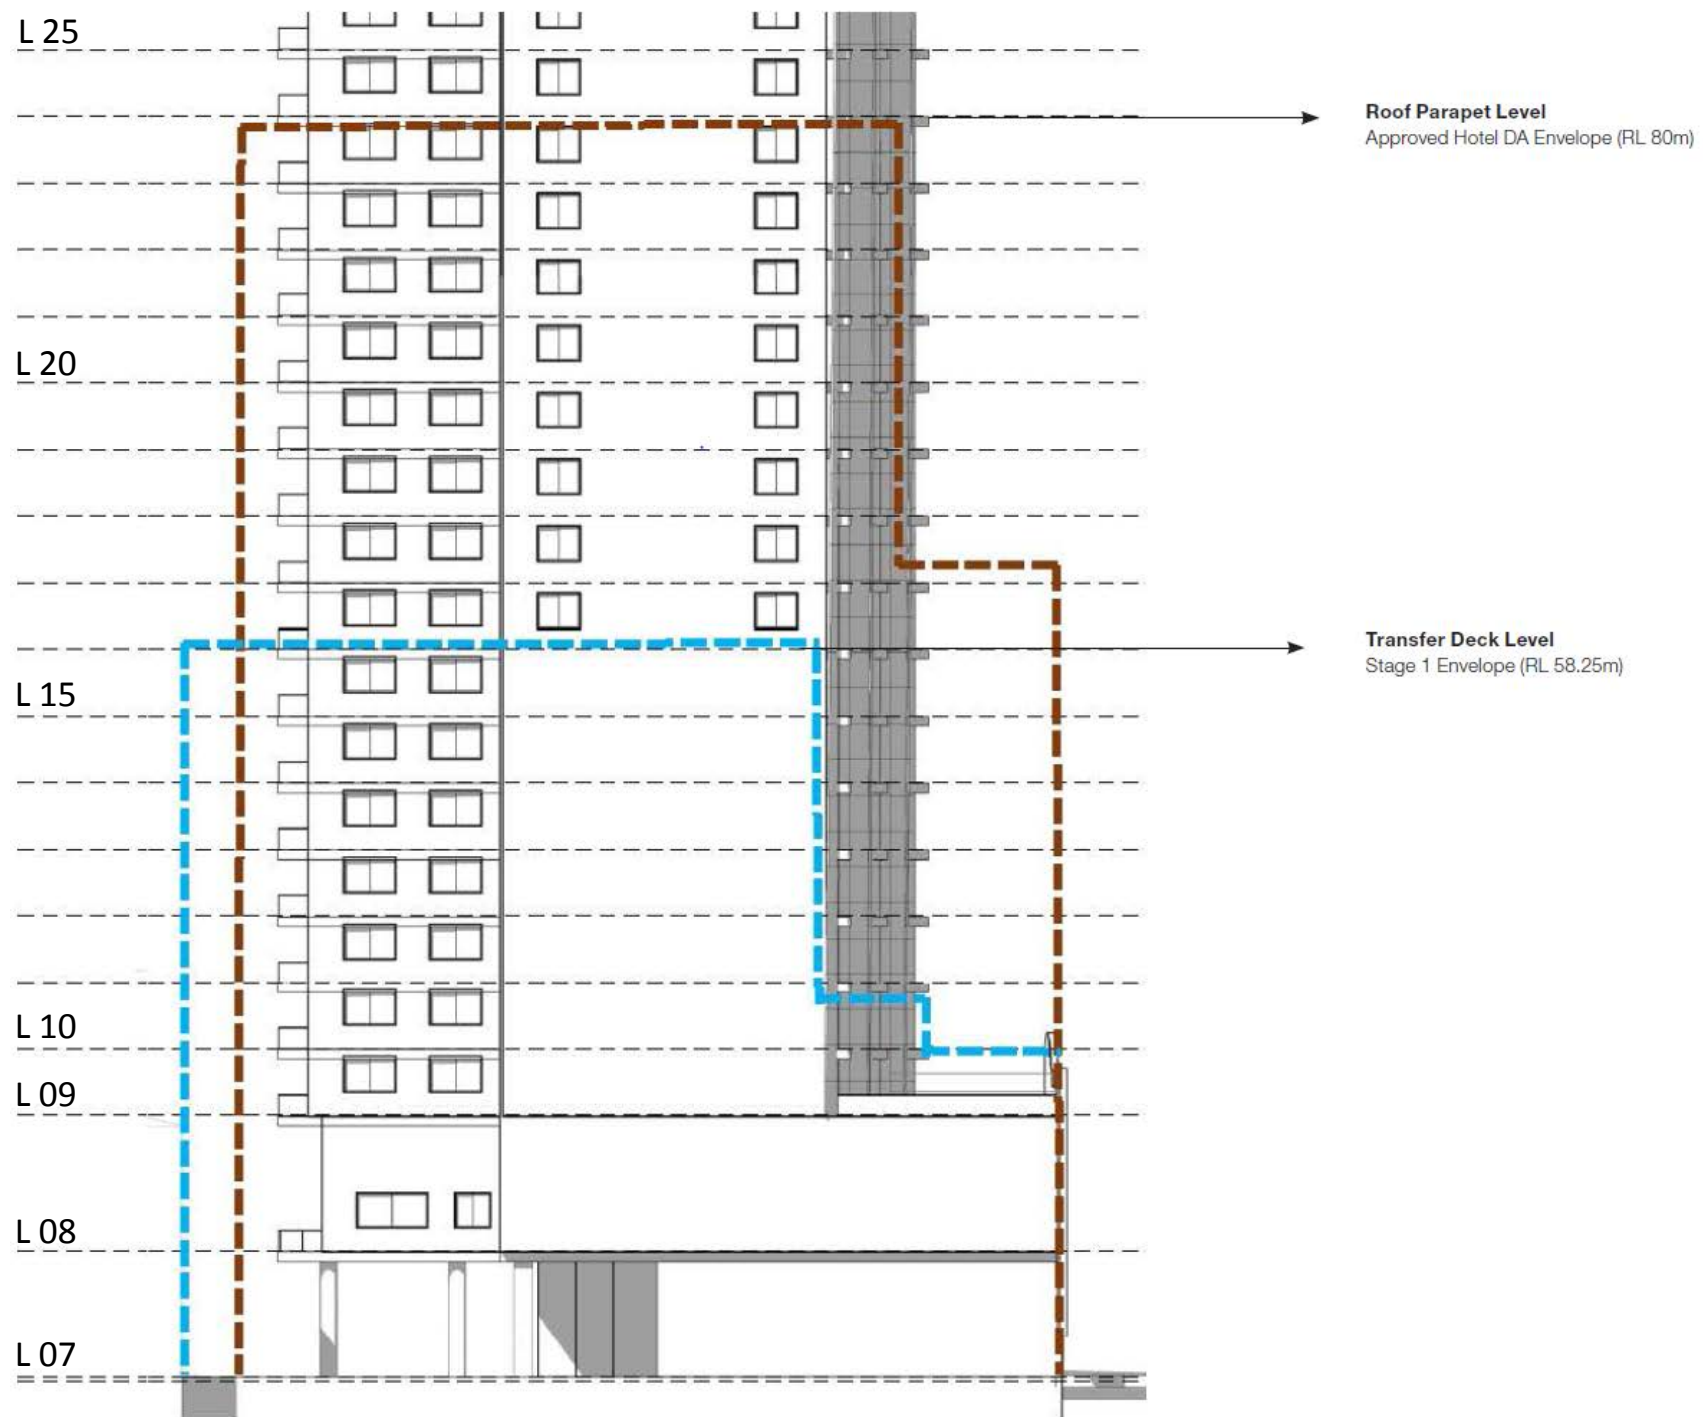 L 25
Roof Parapet Level
Approved Hotel DA Envelope (RL 80m)
L 20
Transfer Deck Level
Stage 1 Envelope (RL 58.25m)
L 15
L 10
L 09
L 08
L 07